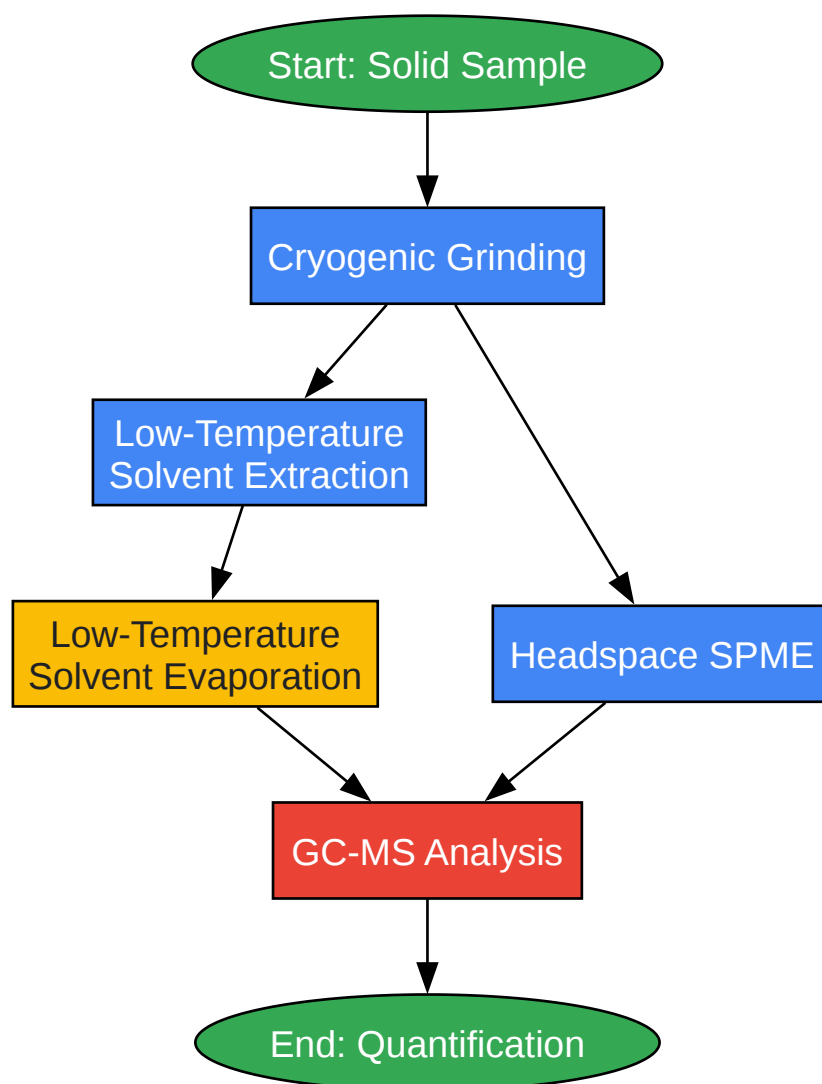 Start: Solid Sample
Cryogenic Grinding
Low-Temperature
Solvent Extraction
Low-Temperature
Solvent Evaporation
Headspace SPME
GC-MS Analysis
End: Quantification